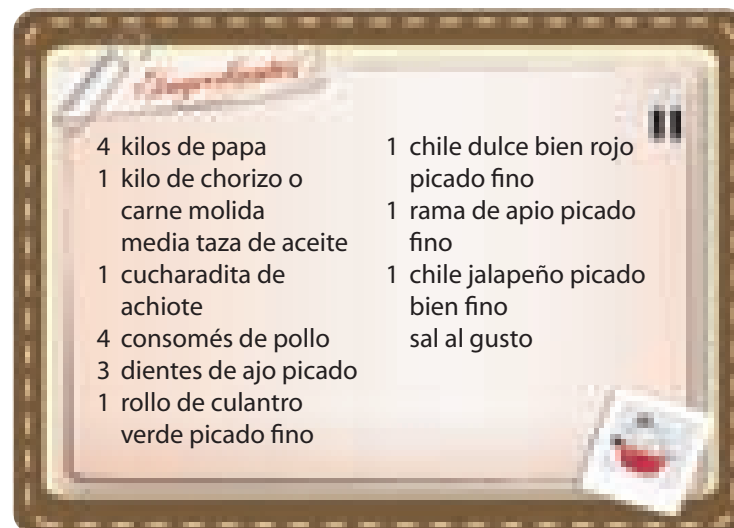 Ingredientes
4 kilos de papa
1 kilo de chorizo o
carne molida
media taza de aceite
1 cucharadita de
achiote
4 consomés de pollo
3 dientes de ajo picado
1 rollo de culantro
verde picado fino
1 chile dulce bien rojo
picado fino
1 rama de apio picado
fino
1 chile jalapeño picado
bien fino
sal al gusto